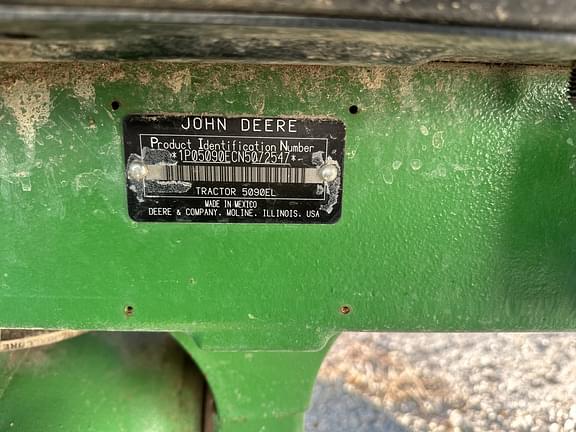 JOHN DEERE
Product Identification Number
*1P05090ECN5072547*
TRACTOR 5090EL
MADE IN MEXICO
DEERE & COMPANY. MOLINE. ILLINOIS. USA